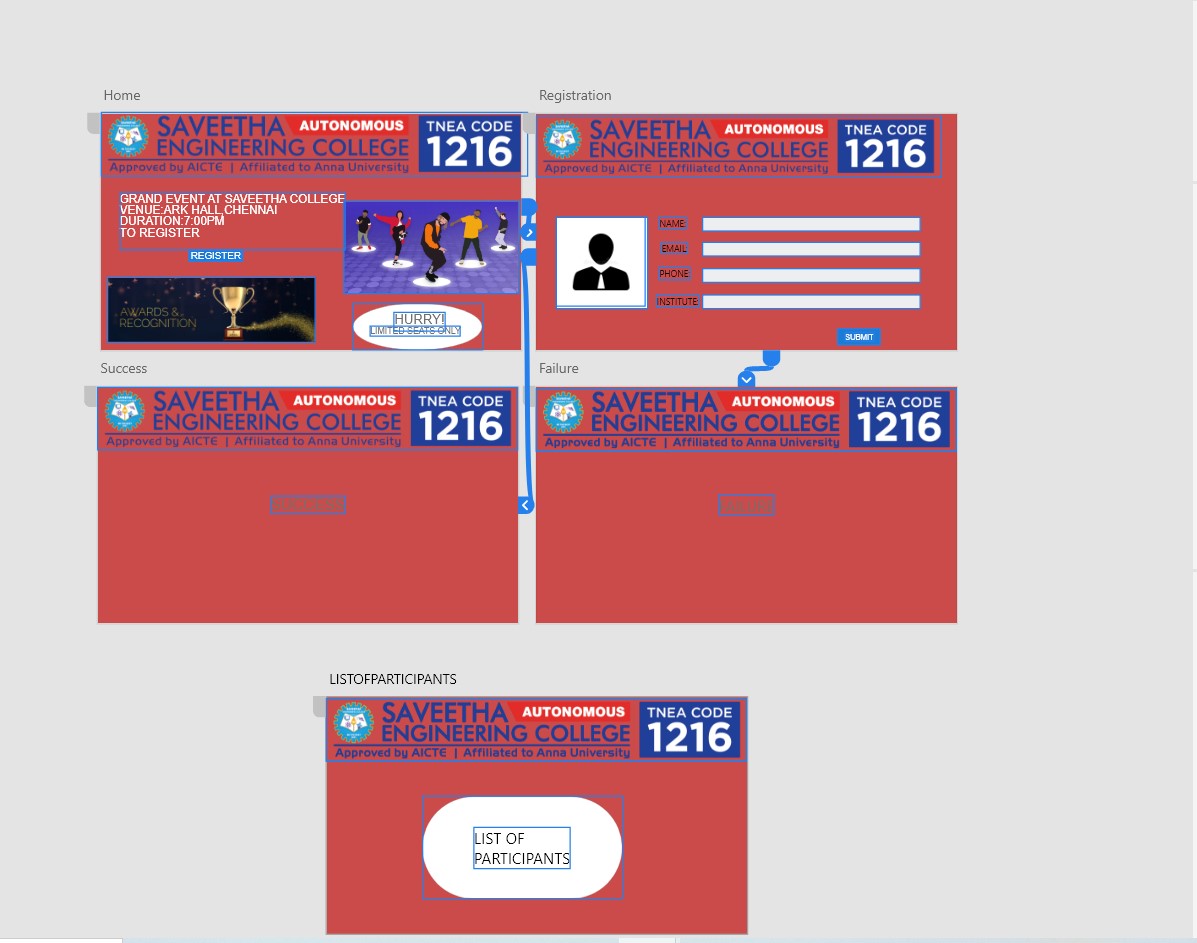 Home
SAVEETHA AUTONOMOUS
ENGINEERING COLLEGE
Approved by AICTE | Affiliated to Anna University
TNEA CODE
1216
GRAND EVENT AT SAVEETHA COLLEGE
VENUE:ARK HALL,CHENNAI
DURATION:7:00PM
TO REGISTER
REGISTER
AWARDS &
RECOGNITION
HURRY!
LIMITED SEATS ONLY
Registration
SAVEETHA AUTONOMOUS
ENGINEERING COLLEGE
Approved by AICTE | Affiliated to Anna University
TNEA CODE
1216
NAME
EMAIL
PHONE
INSTITUTE
SUBMIT
Success
SAVEETHA AUTONOMOUS
ENGINEERING COLLEGE
Approved by AICTE | Affiliated to Anna University
TNEA CODE
1216
Failure
SAVEETHA AUTONOMOUS
ENGINEERING COLLEGE
Approved by AICTE | Affiliated to Anna University
TNEA CODE
1216
LISTOFPARTICIPANTS
SAVEETHA AUTONOMOUS
ENGINEERING COLLEGE
Approved by AICTE | Affiliated to Anna University
TNEA CODE
1216
LIST OF
PARTICIPANTS